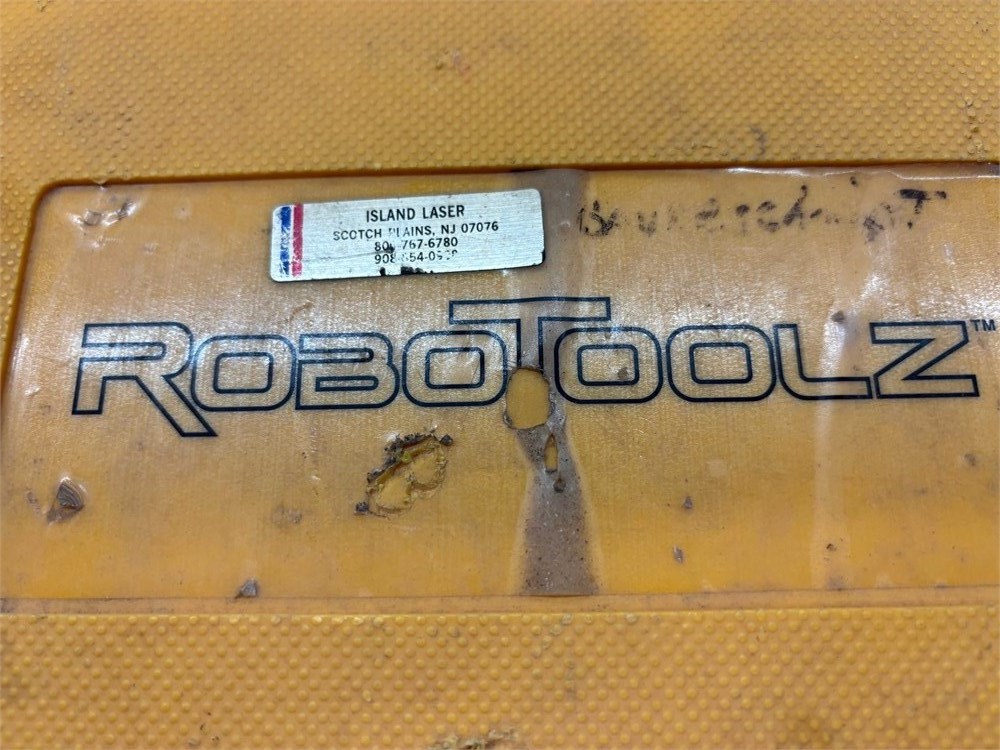 ISLAND LASER
SCOTCH PLAINS, NJ 07076
767-6780
ROBOTOOLZ™